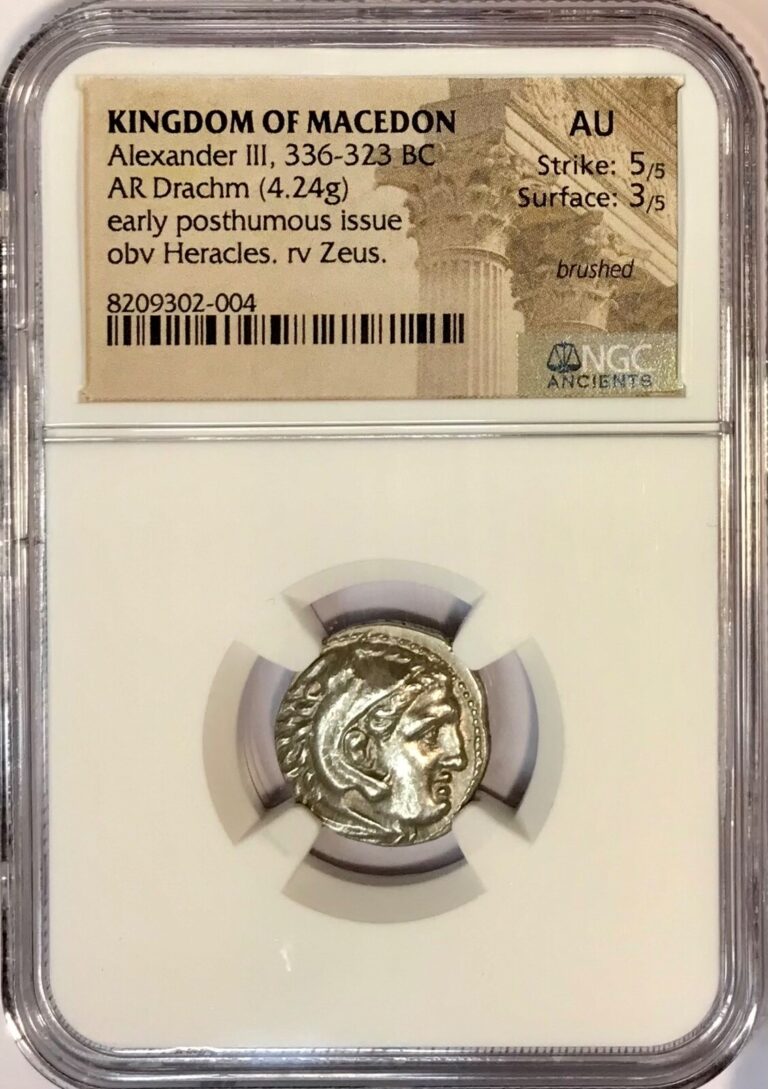 KINGDOM OF MACEDON
Alexander III, 336-323 BC
AR Drachm (4.24g)
early posthumous issue
obv Heracles. rv Zeus.
8209302-004
AU
Strike: 5/5
Surface: 3/5
brushed
NGC
ANCIENTS